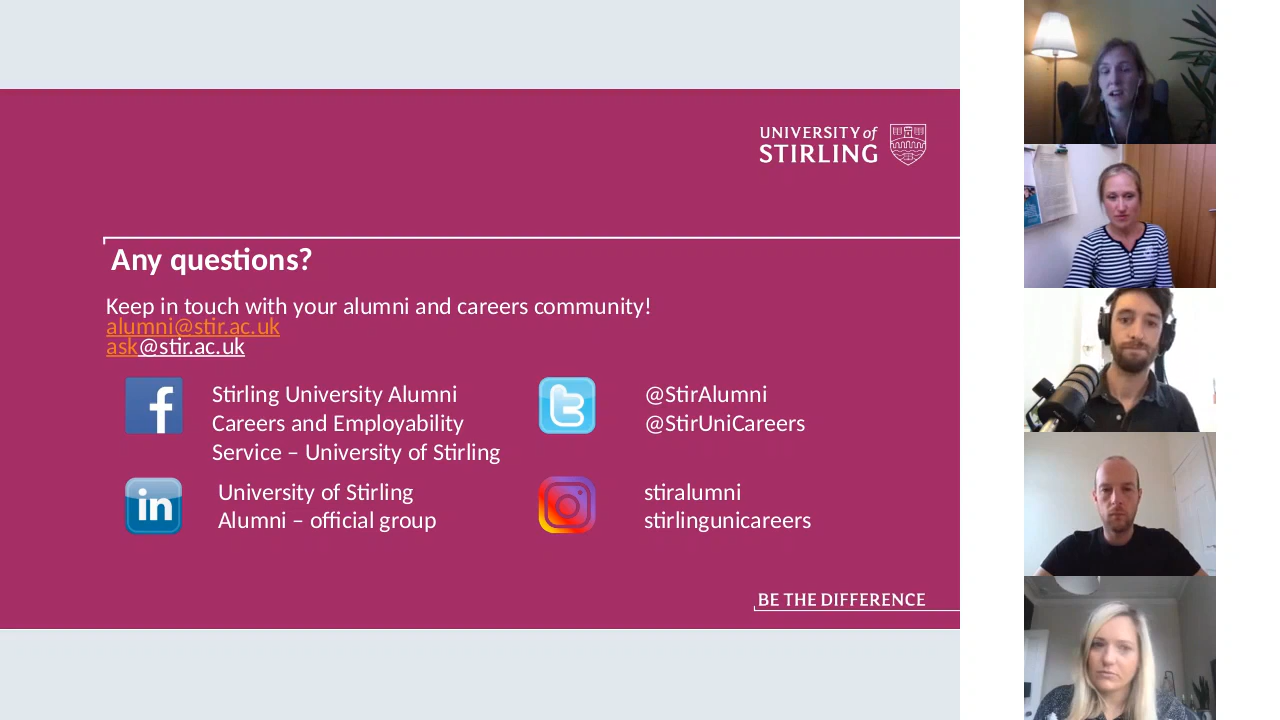 UNIVERSITY of
STIRLING
Any questions?
Keep in touch with your alumni and careers community!
alumni@stir.ac.uk
ask@stir.ac.uk
Stirling University Alumni
Careers and Employability
Service – University of Stirling
@StirAlumni
@StirUniCareers
University of Stirling
Alumni – official group
stiralumni
stirlingunicareers
BE THE DIFFERENCE